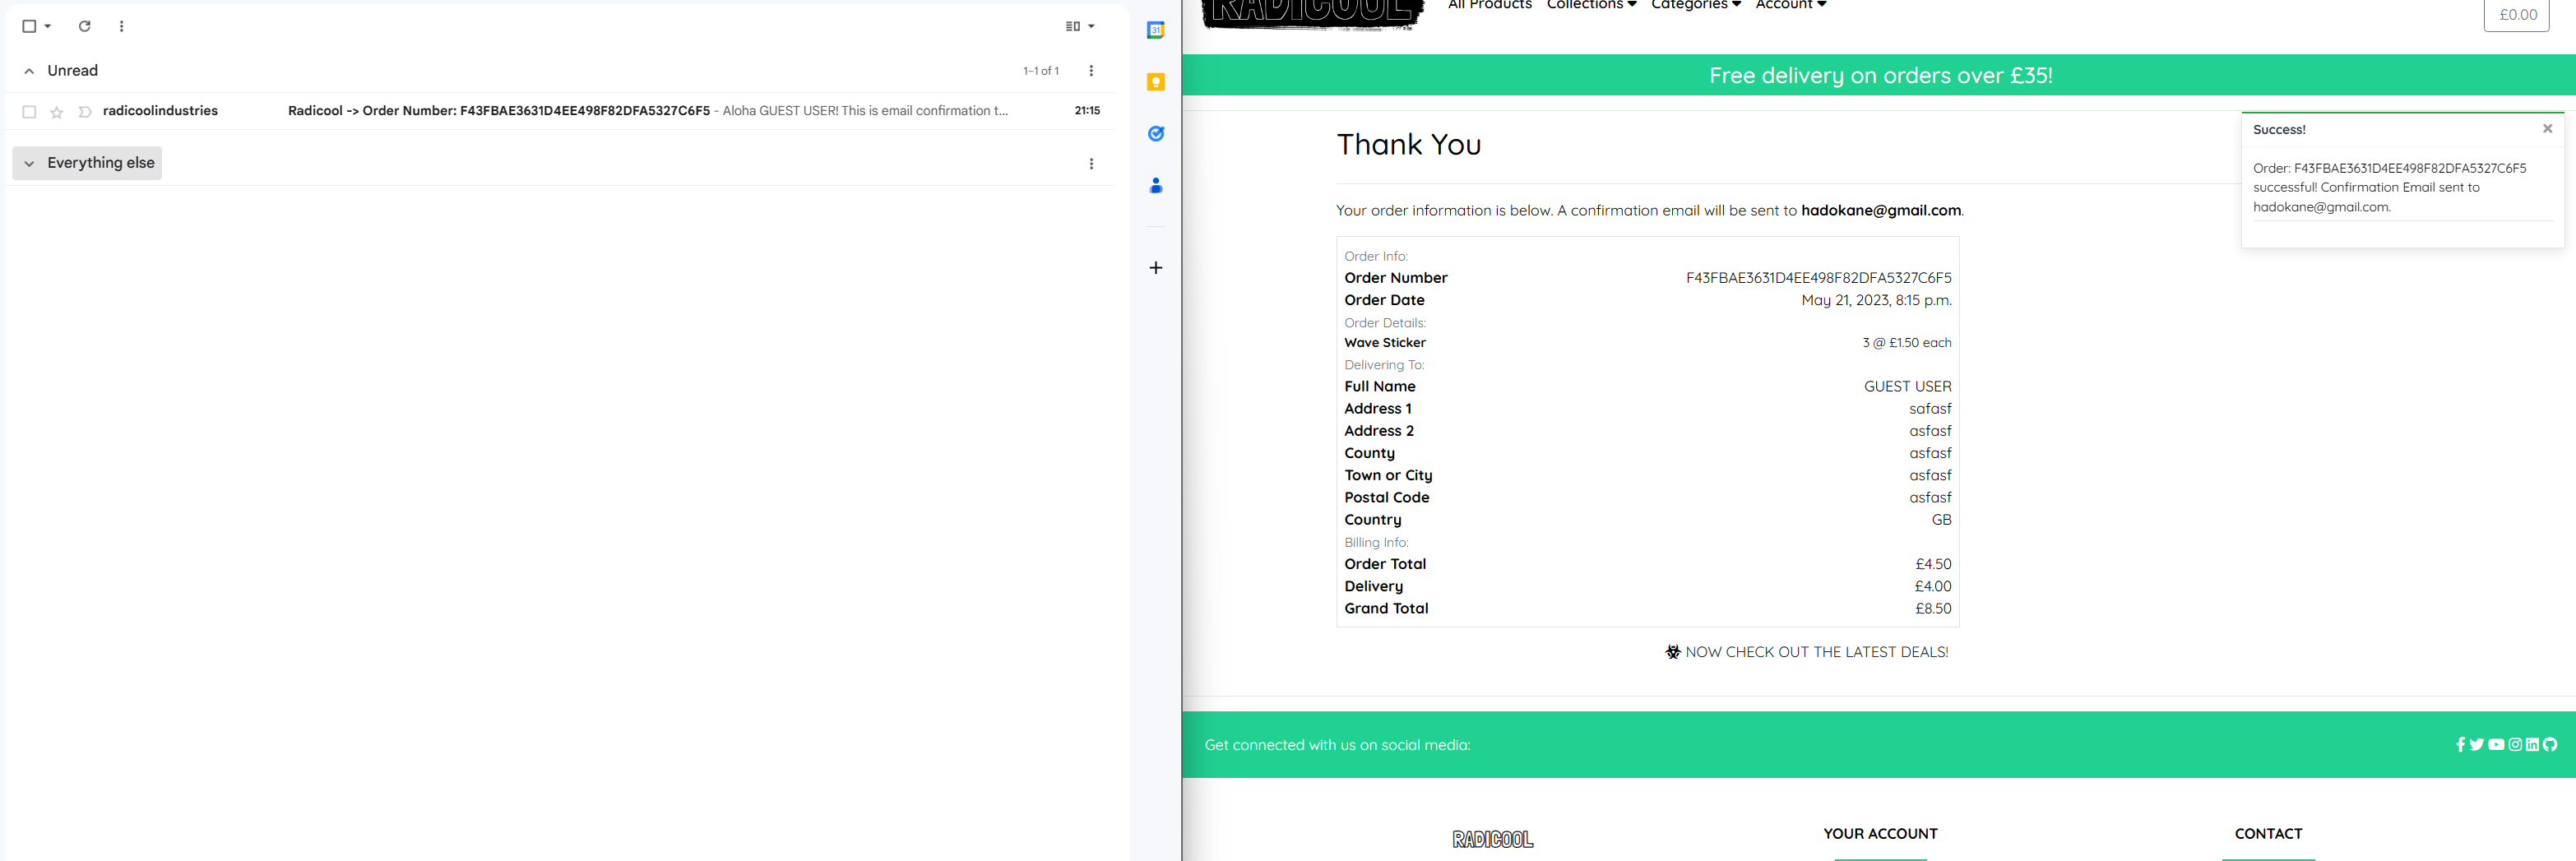 Unread
1–1 of 1
radicoolindustries Radicool -> Order Number: F43FBAE3631D4EE498F82DFA5327C6F5 - Aloha GUEST USER! This is email confirmation t... 21:15
Everything else
31
RADICOOL
All Products Collections Categories Account
£0.00
Free delivery on orders over £35!
Success!
Order: F43FBAE3631D4EE498F82DFA5327C6F5
successful! Confirmation Email sent to
hadokane@gmail.com.
Thank You
Your order information is below. A confirmation email will be sent to hadokane@gmail.com.
Order Info:
Order Number F43FBAE3631D4EE498F82DFA5327C6F5
Order Date May 21, 2023, 8:15 p.m.
Order Details:
Wave Sticker 3 @ £1.50 each
Delivering To:
Full Name GUEST USER
Address 1 safasf
Address 2 asfasf
County asfasf
Town or City asfasf
Postal Code asfasf
Country GB
Billing Info:
Order Total £4.50
Delivery £4.00
Grand Total £8.50
NOW CHECK OUT THE LATEST DEALS!
Get connected with us on social media:
RADICOOL
YOUR ACCOUNT
CONTACT